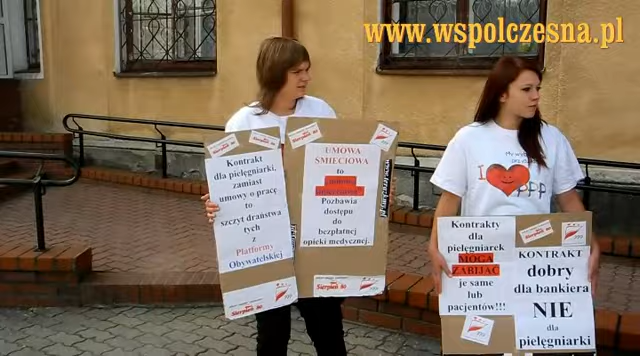 www.wspolczesna.pl
Kontrakt
dla pielęgniarki,
zamiast
umowy o pracę
to
szczyt draństwa
tych
z
Platformy
Obywatelskiej
Sierpień 80
UMOWA
ŚMIECIOWA
to
Pozbawia
dostępu
do
bezpłatnej
opieki medycznej.
Sierpień 80
I PPP
Kontrakty
dla
pielęgniarek
MOGĄ
ZABIJAĆ
je same
lub
pacjentów!!!
KONTRAKT
dobry
dla bankiera
NIE
dla
pielęgniarki